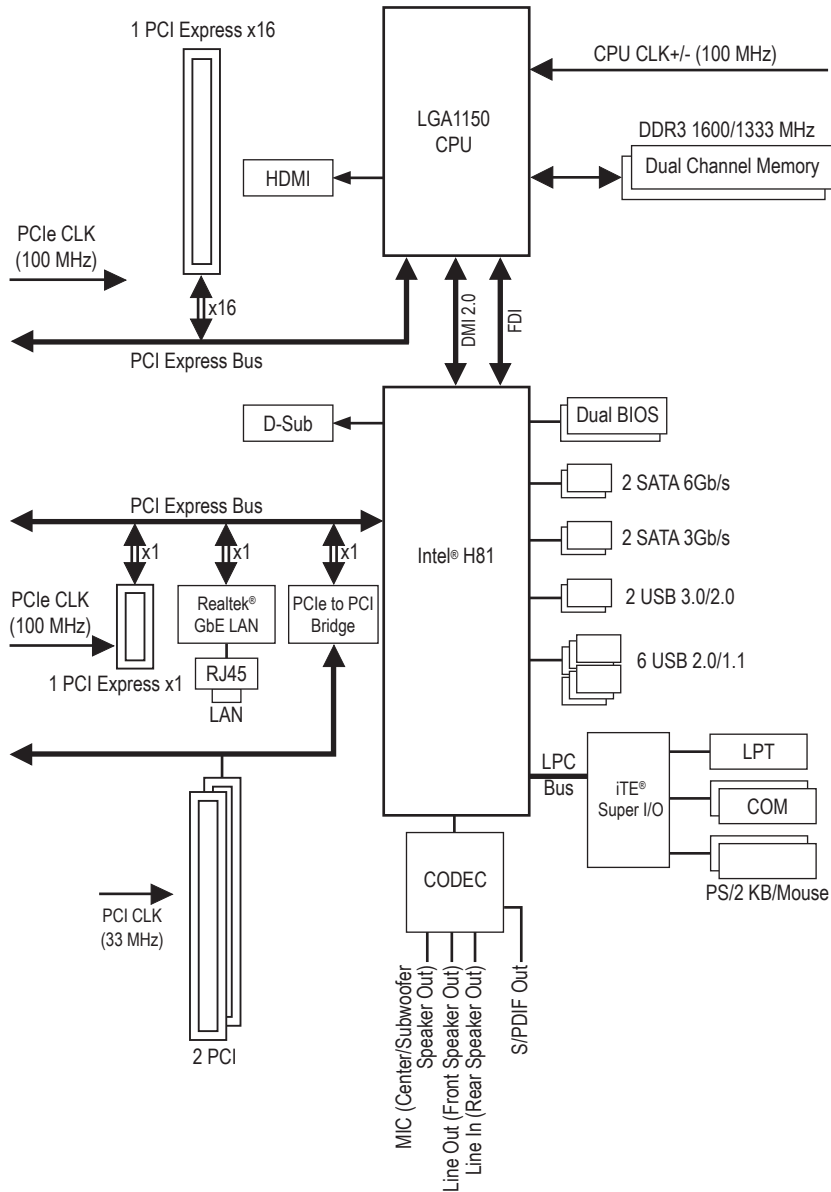 1 PCI Express x16
CPU CLK+/- (100 MHz)
LGA1150
CPU
DDR3 1600/1333 MHz
Dual Channel Memory
HDMI
PCIe CLK
(100 MHz)
x16
PCI Express Bus
DMI 2.0
FDI
D-Sub
Dual BIOS
2 SATA 6Gb/s
PCI Express Bus
x1
x1
x1
Intel® H81
2 SATA 3Gb/s
PCIe CLK
(100 MHz)
Realtek®
GbE LAN
PCIe to PCI
Bridge
2 USB 3.0/2.0
RJ45
1 PCI Express x1
LAN
6 USB 2.0/1.1
LPC
Bus
iTE®
Super I/O
LPT
COM
PS/2 KB/Mouse
CODEC
PCI CLK
(33 MHz)
2 PCI
MIC (Center/Subwoofer
Speaker Out)
Line Out (Front Speaker Out)
Line In (Rear Speaker Out)
S/PDIF Out